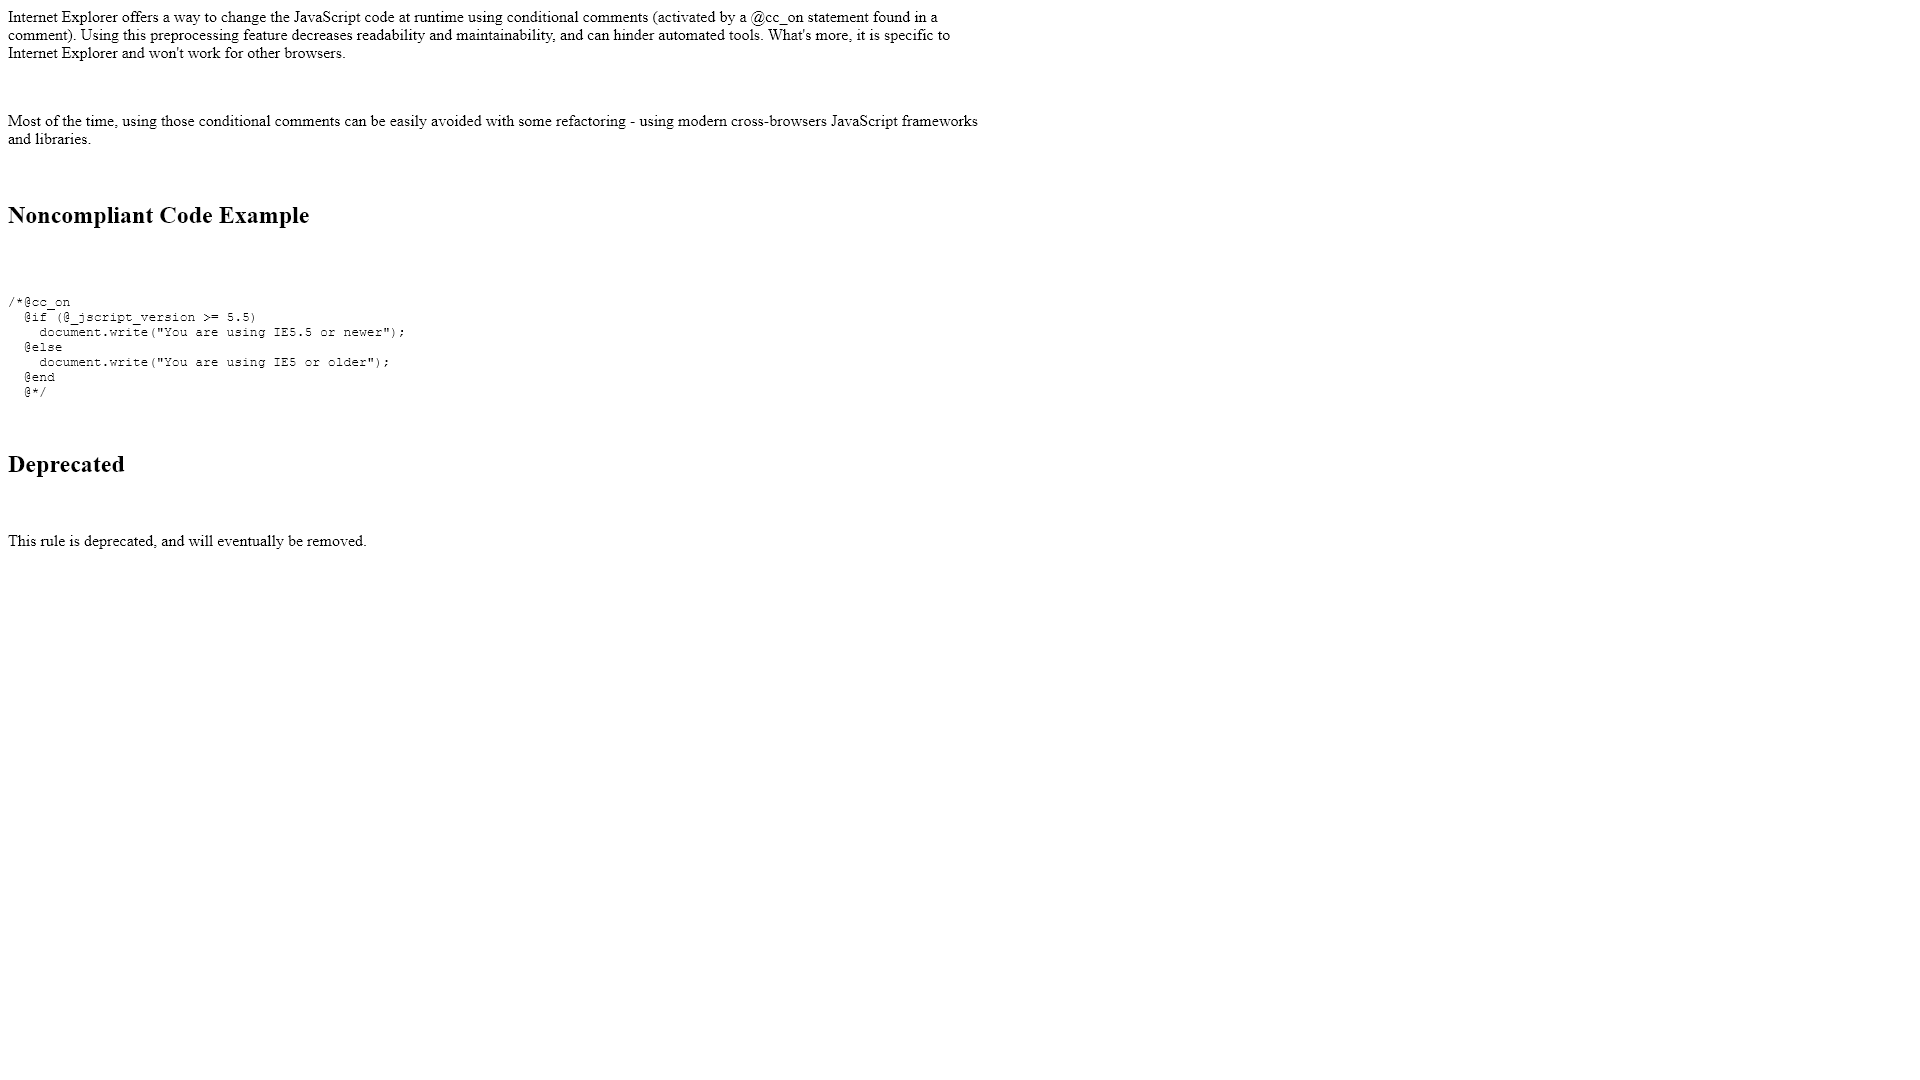 Internet Explorer offers a way to change the JavaScript code at runtime using conditional comments (activated by a @cc_on statement found in a
comment). Using this preprocessing feature decreases readability and maintainability, and can hinder automated tools. What's more, it is specific to
Internet Explorer and won't work for other browsers.
Most of the time, using those conditional comments can be easily avoided with some refactoring - using modern cross-browsers JavaScript frameworks
and libraries.
Noncompliant Code Example
/*@cc_on
  @if (@_jscript_version >= 5.5)
    document.write("You are using IE5.5 or newer");
  @else
    document.write("You are using IE5 or older");
  @end
  @*/
Deprecated
This rule is deprecated, and will eventually be removed.